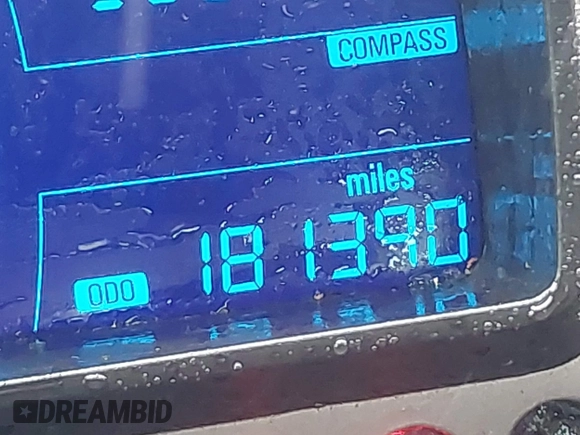 COMPASS
miles
ODO 181390
DREAMBID